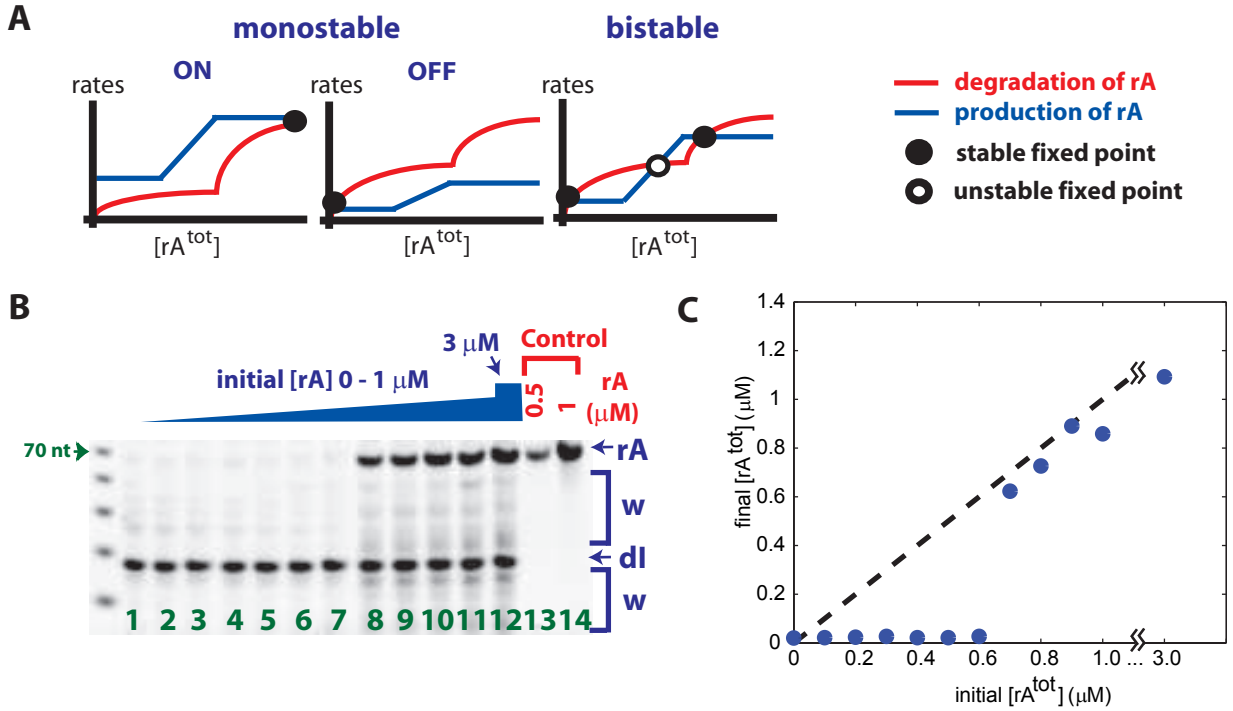 A
monostable
bistable
ON
OFF
rates
rates
rates
[rA^tot]
[rA^tot]
[rA^tot]
degradation of rA
production of rA
stable fixed point
unstable fixed point
B
3 μM
Control
initial [rA] 0 - 1 μM
0.5
1
rA
(μM)
70 nt
rA
w
dI
w
1 2 3 4 5 6 7 8 9 10 11 12 13 14
C
final [rA^tot] (μM)
1.4
1.2
1
0.8
0.6
0.4
0.2
0
0 0.2 0.4 0.6 0.8 1.0 ... 3.0
initial [rA^tot] (μM)